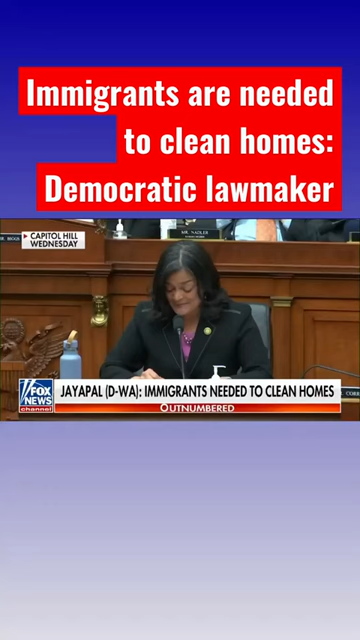 Immigrants are needed
to clean homes:
Democratic lawmaker
MR. NADLER
CAPITOL HILL
WEDNESDAY
FOX
NEWS
channel
JAYAPAL (D-WA): IMMIGRANTS NEEDED TO CLEAN HOMES
OUTNUMBERED